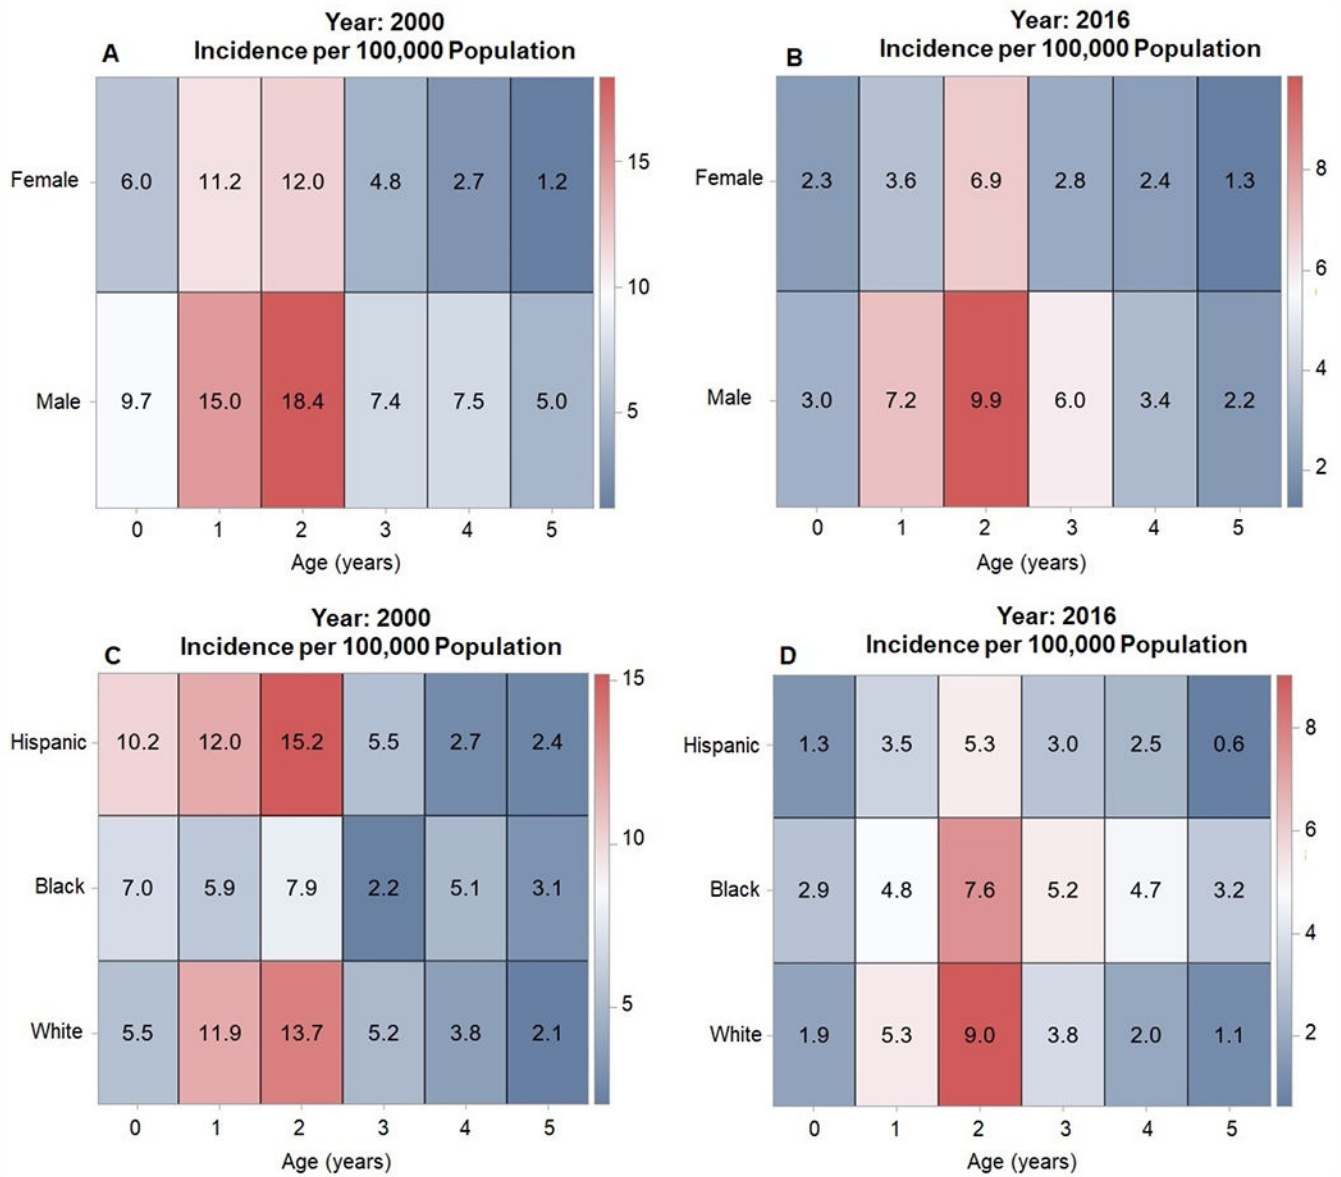 A
Year: 2000
Incidence per 100,000 Population
Female 6.0 11.2 12.0 4.8 2.7 1.2
Male 9.7 15.0 18.4 7.4 7.5 5.0
15
10
5
0 1 2 3 4 5
Age (years)
B
Year: 2016
Incidence per 100,000 Population
Female 2.3 3.6 6.9 2.8 2.4 1.3
Male 3.0 7.2 9.9 6.0 3.4 2.2
8
6
4
2
0 1 2 3 4 5
Age (years)
C
Year: 2000
Incidence per 100,000 Population
Hispanic 10.2 12.0 15.2 5.5 2.7 2.4
Black 7.0 5.9 7.9 2.2 5.1 3.1
White 5.5 11.9 13.7 5.2 3.8 2.1
15
10
5
0 1 2 3 4 5
Age (years)
D
Year: 2016
Incidence per 100,000 Population
Hispanic 1.3 3.5 5.3 3.0 2.5 0.6
Black 2.9 4.8 7.6 5.2 4.7 3.2
White 1.9 5.3 9.0 3.8 2.0 1.1
8
6
4
2
0 1 2 3 4 5
Age (years)